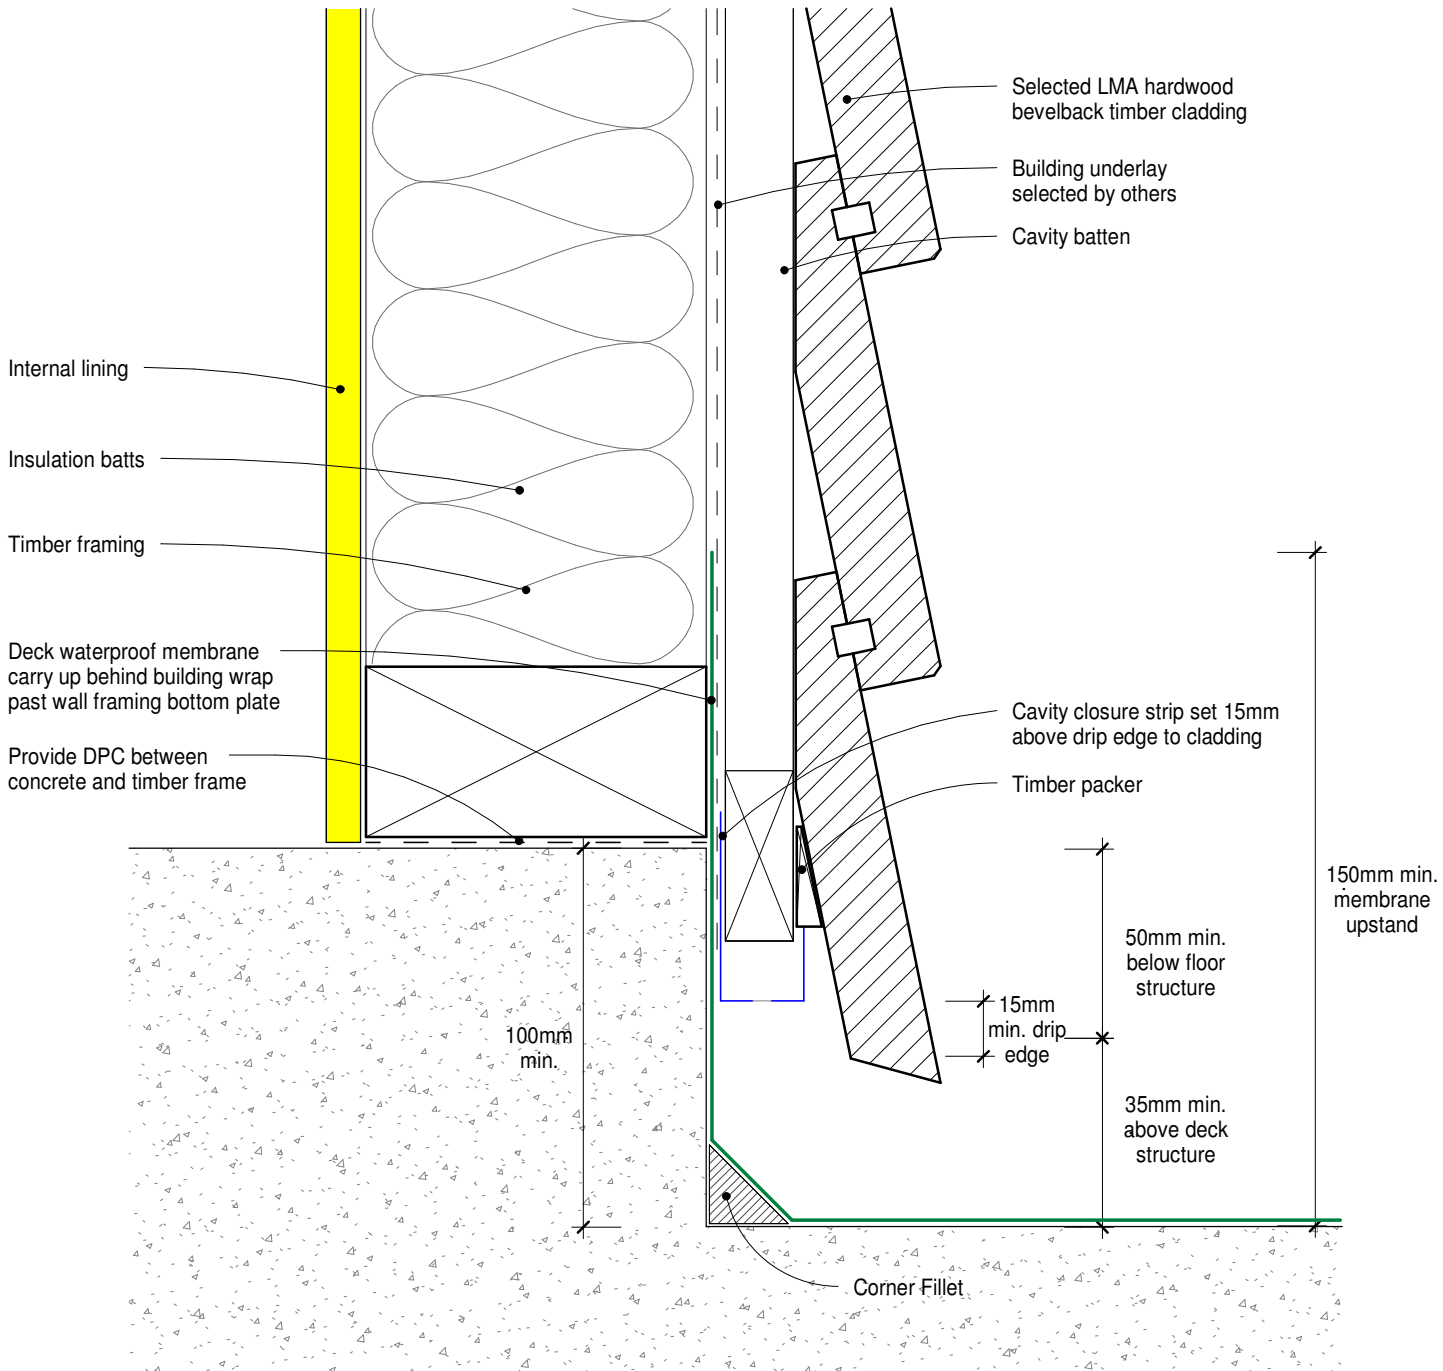 Selected LMA hardwood
bevelback timber cladding
Building underlay
selected by others
Cavity batten
Internal lining
Insulation batts
Timber framing
Deck waterproof membrane
carry up behind building wrap
past wall framing bottom plate
Provide DPC between
concrete and timber frame
Cavity closure strip set 15mm
above drip edge to cladding
Timber packer
150mm min.
membrane
upstand
50mm min.
below floor
structure
15mm
min. drip
edge
100mm
min.
35mm min.
above deck
structure
Corner Fillet